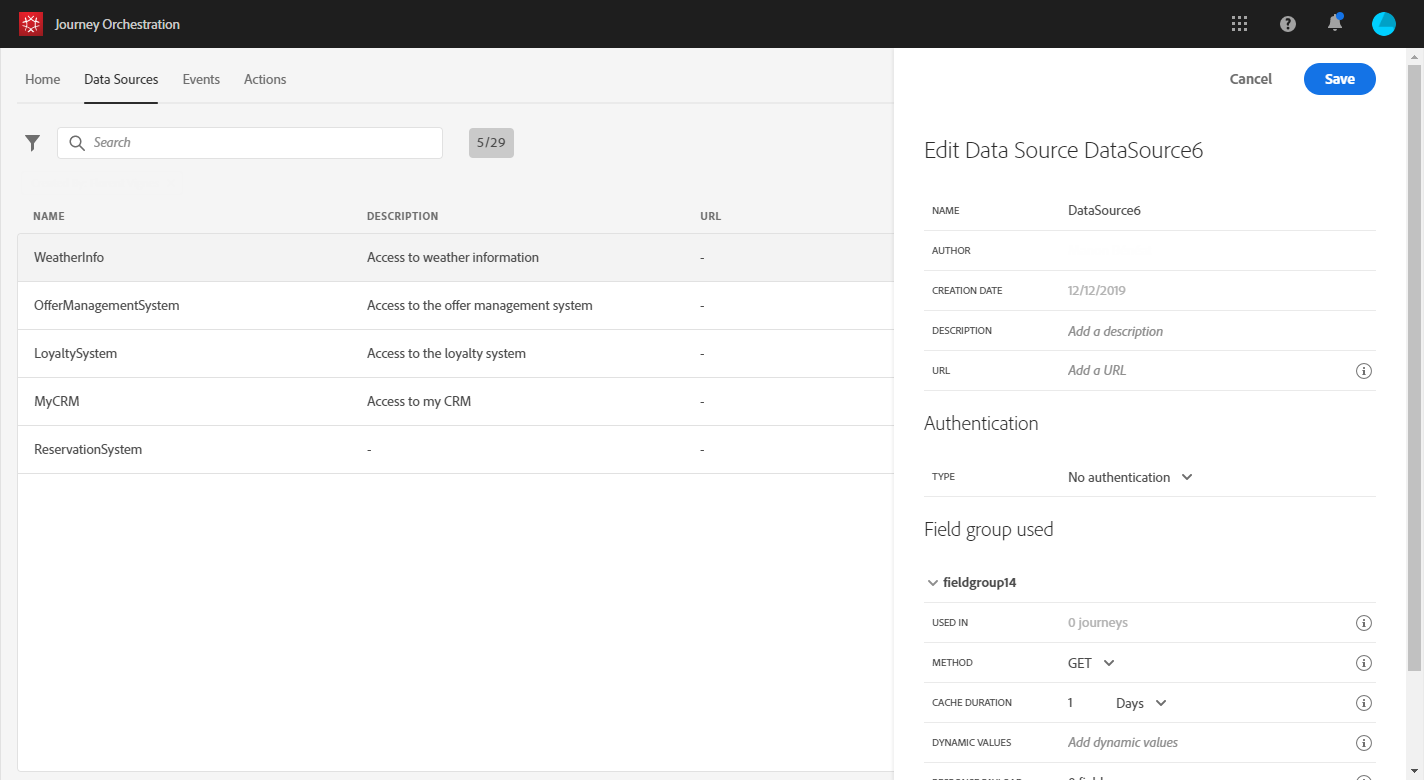 Journey Orchestration
Home Data Sources Events Actions
Search
5/29
NAME DESCRIPTION URL
WeatherInfo Access to weather information -
OfferManagementSystem Access to the offer management system -
LoyaltySystem Access to the loyalty system -
MyCRM Access to my CRM -
ReservationSystem - -
Cancel Save
Edit Data Source DataSource6
NAME DataSource6
AUTHOR
CREATION DATE 12/12/2019
DESCRIPTION Add a description
URL Add a URL
Authentication
TYPE No authentication
Field group used
fieldgroup14
USED IN 0 journeys
METHOD GET
CACHE DURATION 1 Days
DYNAMIC VALUES Add dynamic values